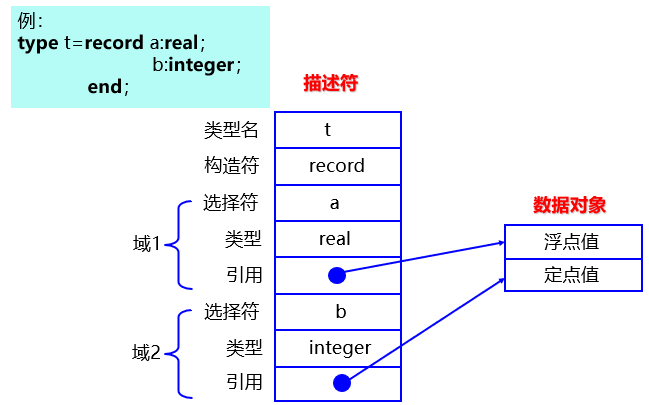 例：
type t=record a:real；
b:integer；
end；
描述符
类型名 t
构造符 record
选择符 a
域1
类型 real
引用
选择符 b
域2
类型 integer
引用
数据对象
浮点值
定点值